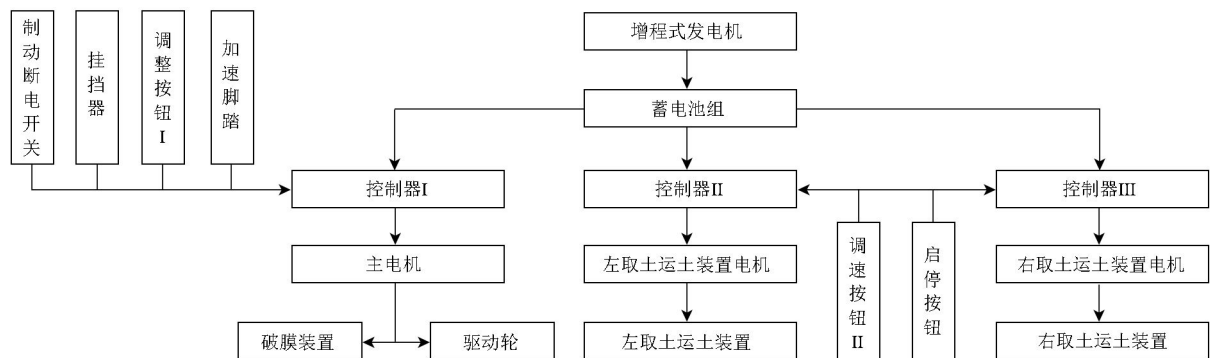 制动断电开关
挂挡器
调整按钮I
加速脚踏
增程式发电机
蓄电池组
控制器I
控制器II
控制器III
主电机
左取土运土装置电机
调速按钮II
启停按钮
右取土运土装置电机
破膜装置
驱动轮
左取土运土装置
右取土运土装置